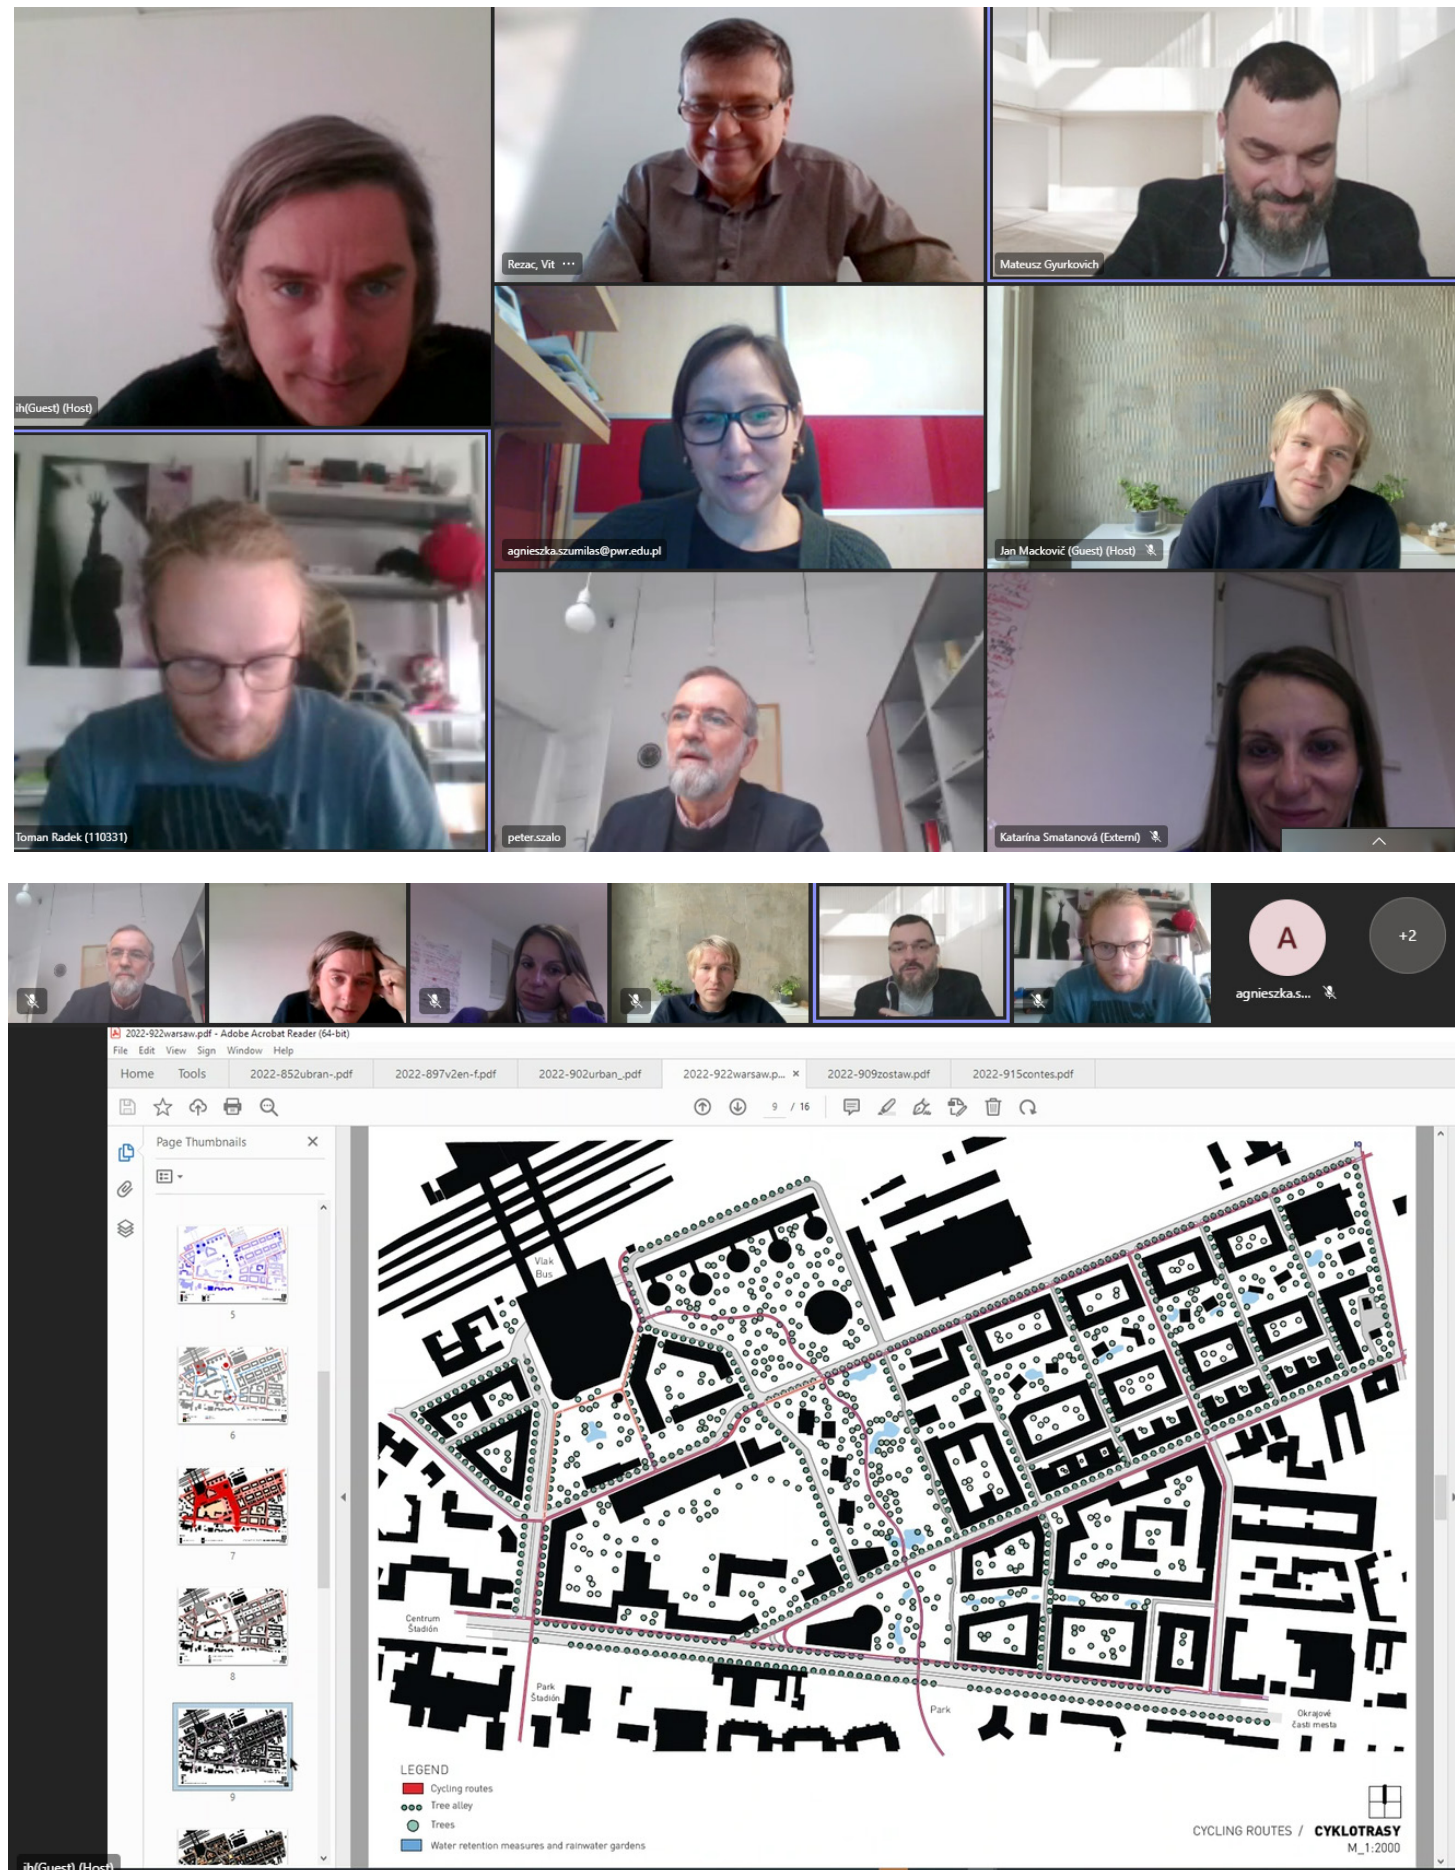 Rezac, Vit ···
Mateusz Gyurkovich
ih(Guest) (Host)
agnieszka.szumilas@pwr.edu.pl
Jan Mackovič (Guest) (Host)
Toman Radek (110331)
peter.szalo
Katarína Smatanová (Externí)
A
+2
agnieszka.s...
2022-922warsaw.pdf - Adobe Acrobat Reader (64-bit)
File Edit View Sign Window Help
Home Tools 2022-852ubran-.pdf 2022-897v2en-f.pdf 2022-902urban_.pdf 2022-922warsaw.p... × 2022-909zostaw.pdf 2022-915contes.pdf
9 / 16
Page Thumbnails
5
6
7
8
9
Vlak
Bus
Centrum
Štadión
Park
Štadión
Park
Okrajové
časti mesta
LEGEND
Cycling routes
Tree alley
Trees
Water retention measures and rainwater gardens
CYCLING ROUTES / CYKLOTRASY
M_1:2000
ih(Guest) (Host)